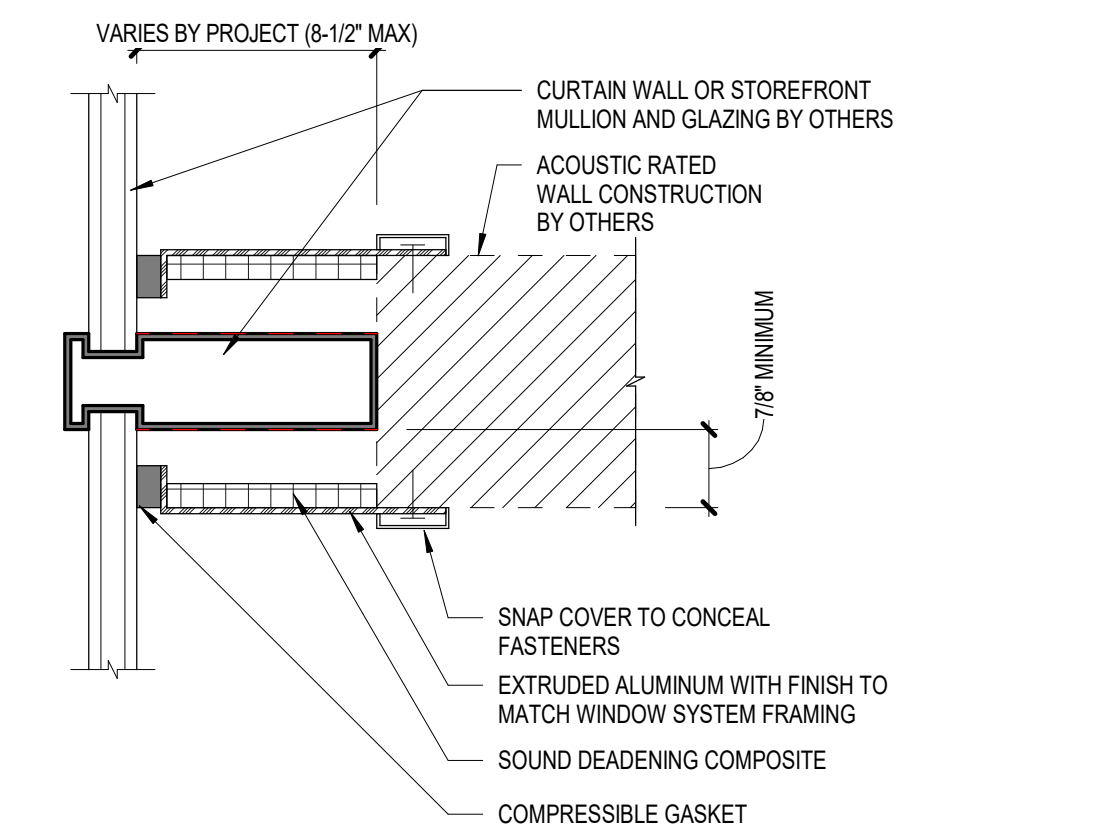 VARIES BY PROJECT (8-1/2" MAX)
CURTAIN WALL OR STOREFRONT
MULLION AND GLAZING BY OTHERS
ACOUSTIC RATED
WALL CONSTRUCTION
BY OTHERS
7/8" MINIMUM
SNAP COVER TO CONCEAL
FASTENERS
EXTRUDED ALUMINUM WITH FINISH TO
MATCH WINDOW SYSTEM FRAMING
SOUND DEADENING COMPOSITE
COMPRESSIBLE GASKET